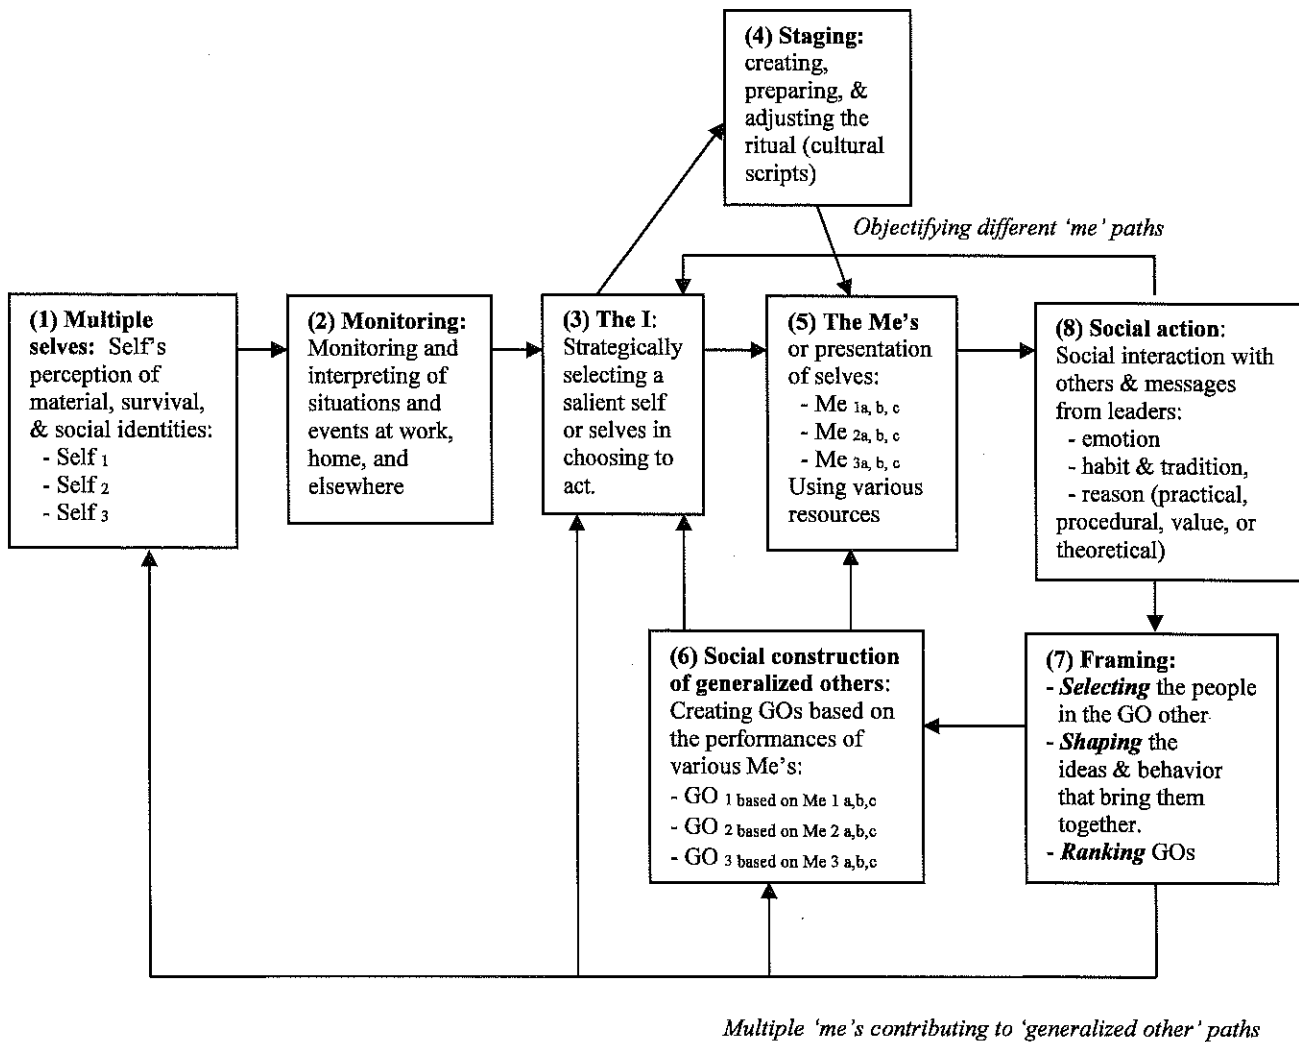 (4) Staging:
creating,
preparing, &
adjusting the
ritual (cultural
scripts)
Objectifying different ‘me’ paths
(1) Multiple
selves: Self’s
perception of
material, survival,
& social identities:
- Self 1
- Self 2
- Self 3
(2) Monitoring:
Monitoring and
interpreting of
situations and
events at work,
home, and
elsewhere
(3) The I:
Strategically
selecting a
salient self
or selves in
choosing to
act.
(5) The Me’s
or presentation
of selves:
- Me 1a, b, c
- Me 2a, b, c
- Me 3a, b, c
Using various
resources
(8) Social action:
Social interaction with
others & messages
from leaders:
- emotion
- habit & tradition,
- reason (practical,
procedural, value, or
theoretical)
(6) Social construction
of generalized others:
Creating GOs based on
the performances of
various Me’s:
- GO 1 based on Me 1 a,b,c
- GO 2 based on Me 2 a,b,c
- GO 3 based on Me 3 a,b,c
(7) Framing:
- Selecting the people
in the GO other
- Shaping the
ideas & behavior
that bring them
together.
- Ranking GOs
Multiple ‘me’s contributing to ‘generalized other’ paths